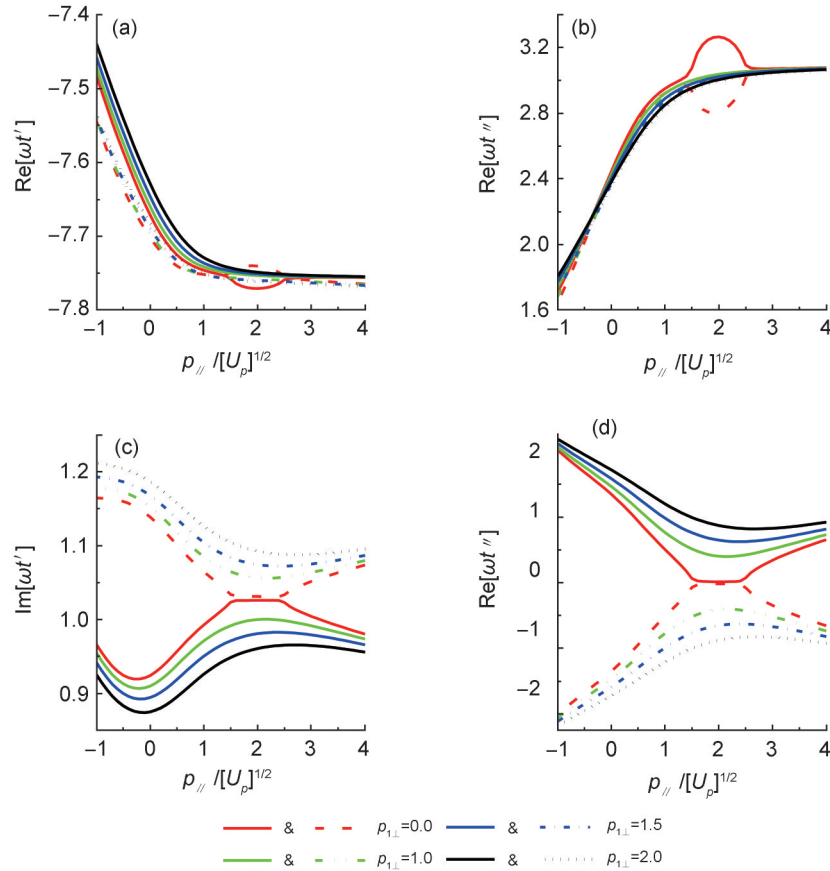 (a)
(b)
−7.4
−7.5
−7.6
−7.7
−7.8
Re[ωt′]
−1 0 1 2 3 4
p// /[Up]1/2
3.2
2.8
2.4
2.0
1.6
Re[ωt″]
−1 0 1 2 3 4
p// /[Up]1/2
(c)
(d)
1.2
1.1
1.0
0.9
Im[ωt′]
−1 0 1 2 3 4
p// /[Up]1/2
2
1
0
−1
−2
Re[ωt″]
−1 0 1 2 3 4
p// /[Up]1/2
& p1⊥=0.0 & p1⊥=1.5
& p1⊥=1.0 & p1⊥=2.0